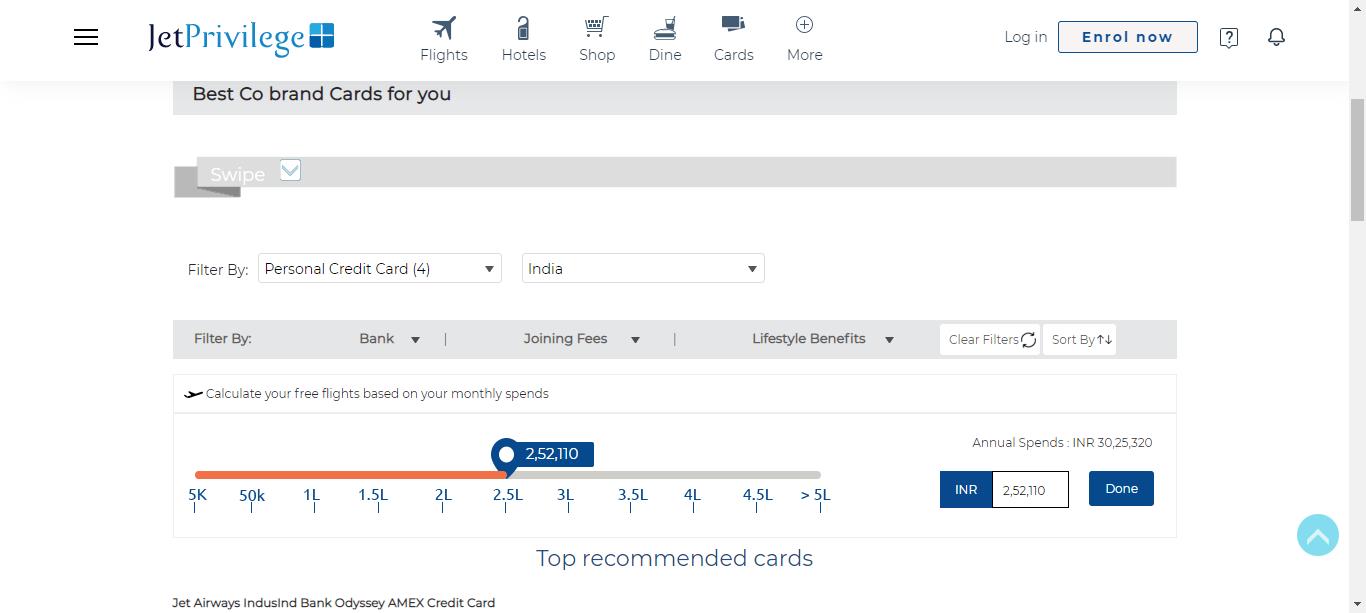 JetPrivilege
Flights Hotels Shop Dine Cards More
Log in Enrol now
Best Co brand Cards for you
Swipe
Filter By: Personal Credit Card (4) India
Filter By: Bank | Joining Fees | Lifestyle Benefits Clear Filters Sort By
Calculate your free flights based on your monthly spends
2,52,110
Annual Spends : INR 30,25,320
5K 50k 1L 1.5L 2L 2.5L 3L 3.5L 4L 4.5L > 5L
INR 2,52,110 Done
Top recommended cards
Jet Airways IndusInd Bank Odyssey AMEX Credit Card